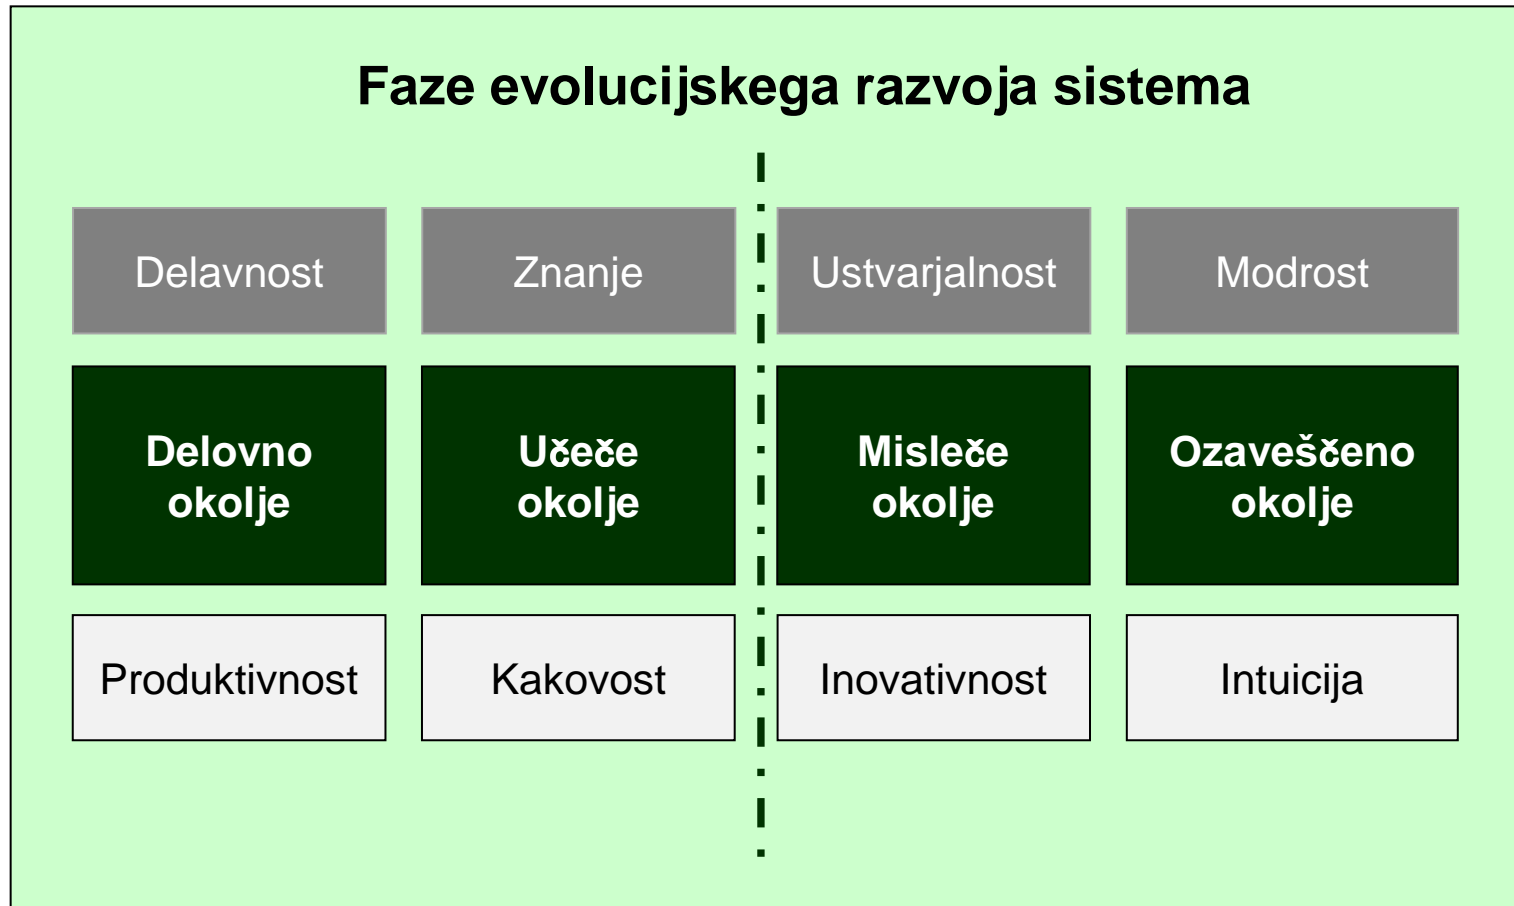 Faze evolucijskega razvoja sistema
Delavnost
Znanje
Ustvarjalnost
Modrost
Delovno
okolje
Učeče
okolje
Misleče
okolje
Ozaveščeno
okolje
Produktivnost
Kakovost
Inovativnost
Intuicija